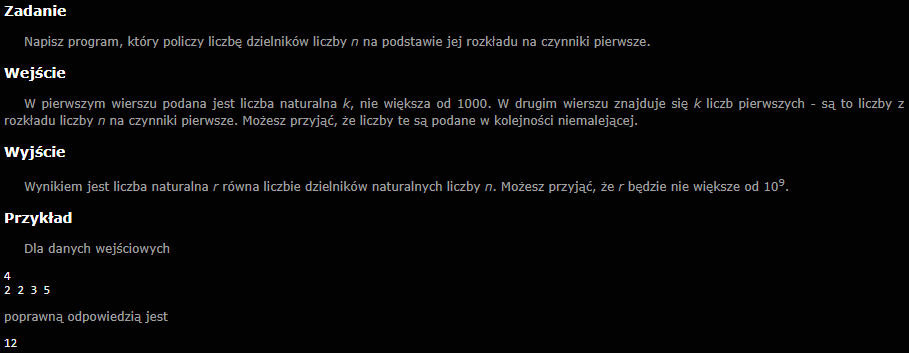 Zadanie
Napisz program, który policzy liczbę dzielników liczby n na podstawie jej rozkładu na czynniki pierwsze.
Wejście
W pierwszym wierszu podana jest liczba naturalna k, nie większa od 1000. W drugim wierszu znajduje się k liczb pierwszych - są to liczby z
rozkładu liczby n na czynniki pierwsze. Możesz przyjąć, że liczby te są podane w kolejności niemalejącej.
Wyjście
Wynikiem jest liczba naturalna r równa liczbie dzielników naturalnych liczby n. Możesz przyjąć, że r będzie nie większe od 10⁹.
Przykład
Dla danych wejściowych
4
2 2 3 5
poprawną odpowiedzią jest
12